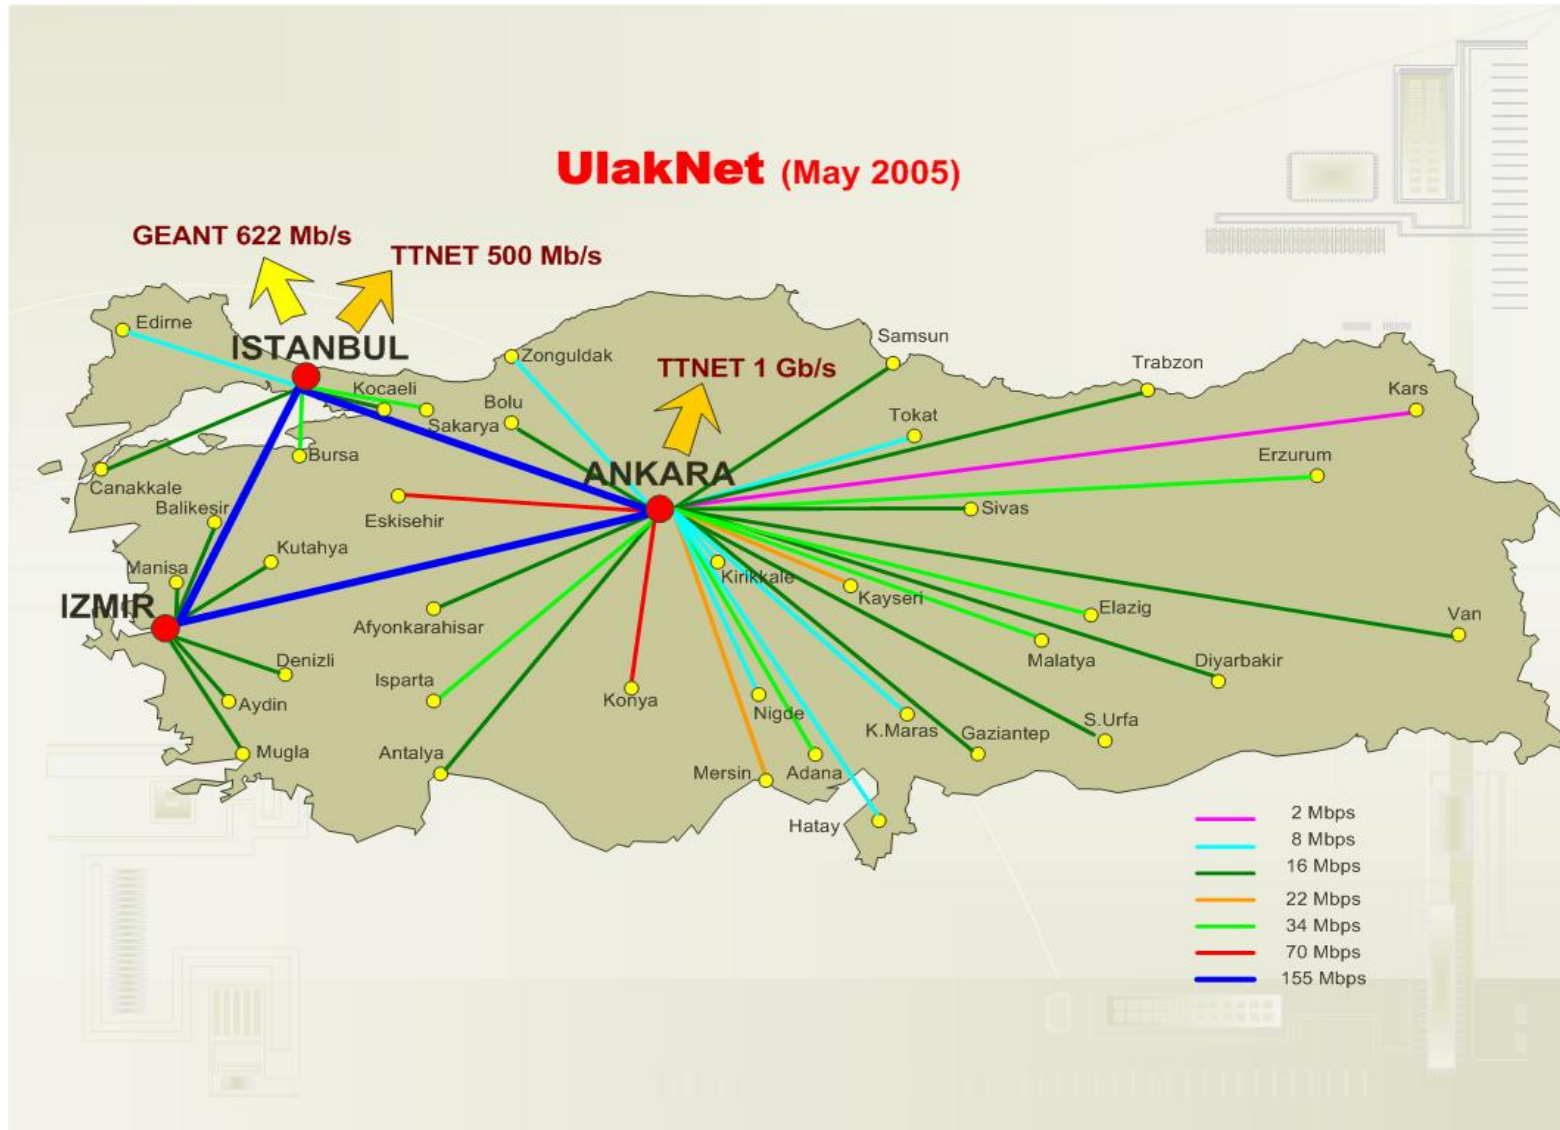 UlakNet (May 2005)
GEANT 622 Mb/s
TTNET 500 Mb/s
Edirne
ISTANBUL
Zonguldak
TTNET 1 Gb/s
Samsun
Trabzon
Kars
Kocaeli
Bolu
Tokat
Sakarya
Bursa
ANKARA
Erzurum
Canakkale
Balikesir
Eskisehir
Sivas
Kutahya
Manisa
Kirikkale
Kayseri
IZMIR
Afyonkarahisar
Elazig
Van
Denizli
Malatya
Diyarbakir
Isparta
Aydin
Konya
Nigde
K.Maras
Gaziantep
S.Urfa
Mugla
Antalya
Mersin
Adana
Hatay
2 Mbps
8 Mbps
16 Mbps
22 Mbps
34 Mbps
70 Mbps
155 Mbps